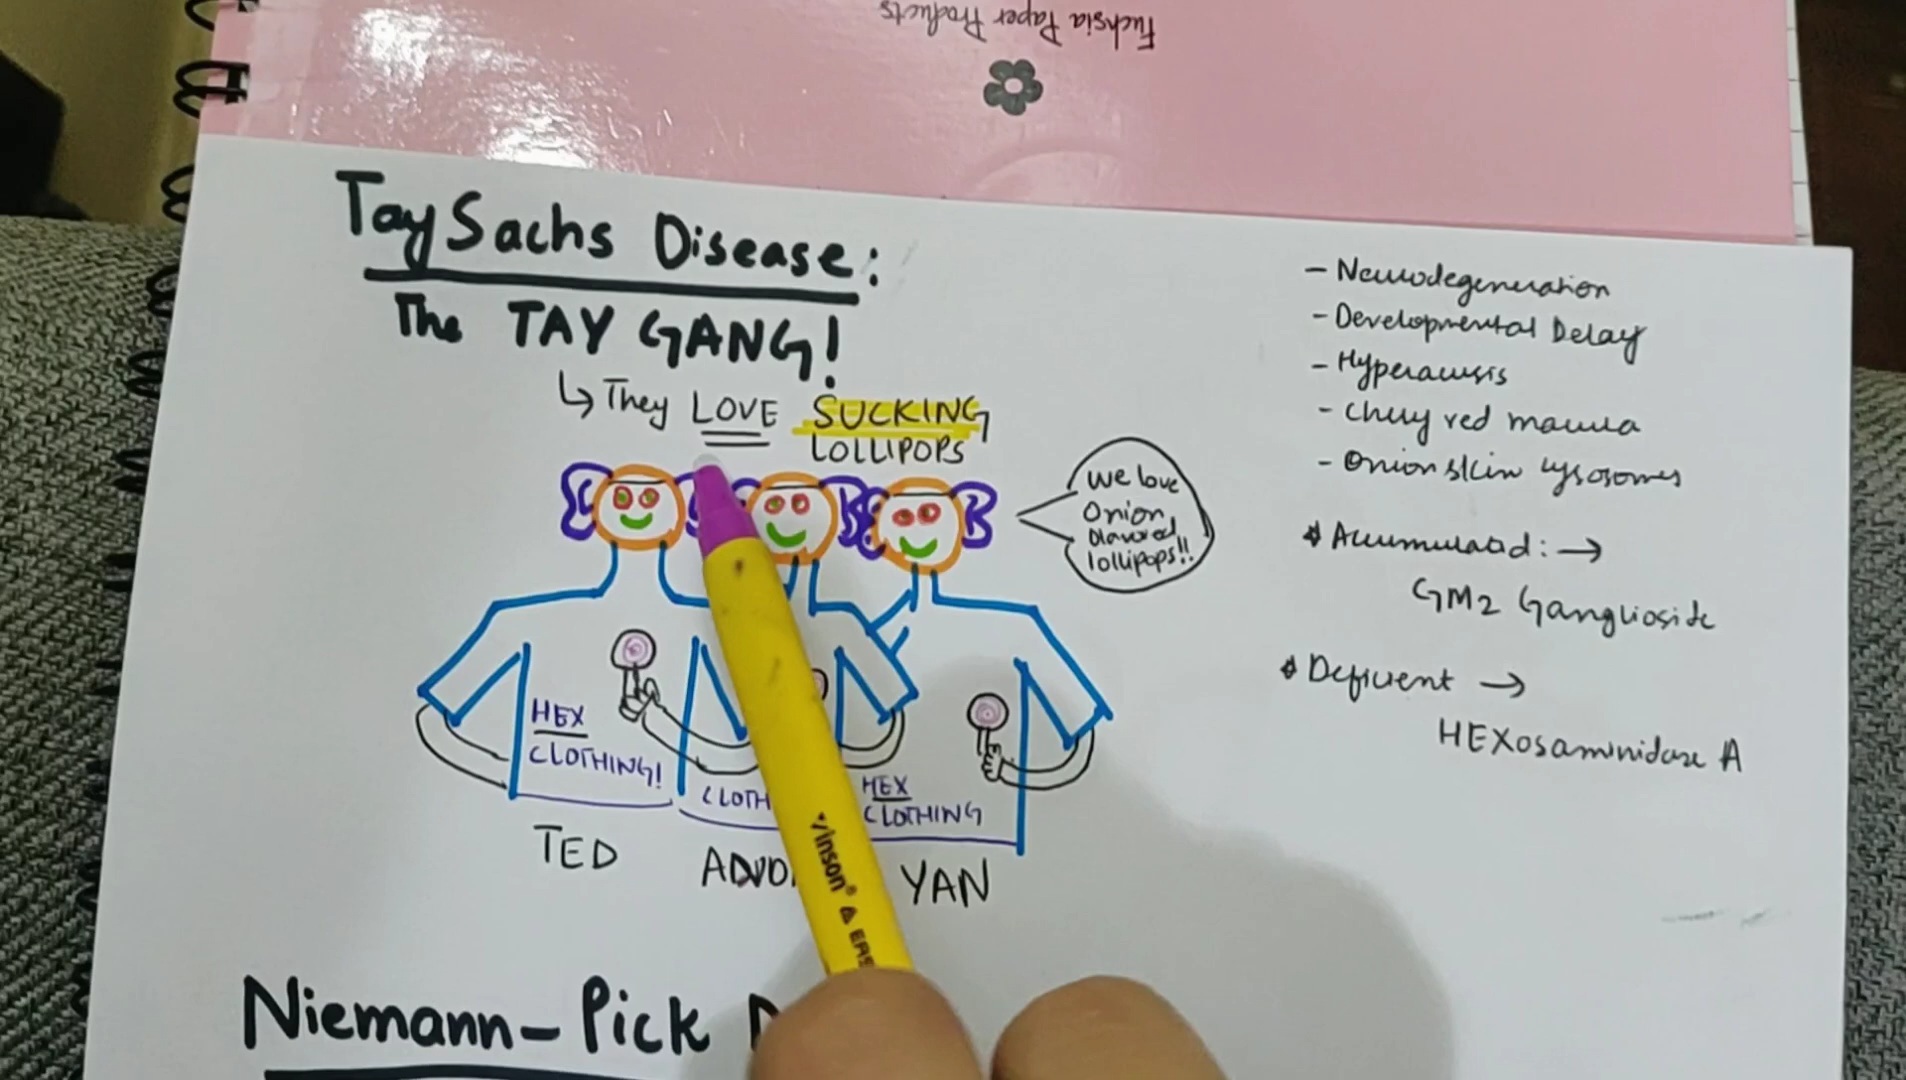 Fuchsia Paper Products
TaySachs Disease:
The TAY GANG!
↳ They LOVE SUCKING
LOLLIPOPS
We love
Onion
flavored
lollipops!!
HEX
CLOTHING!
CLOTH
HEX
CLOTHING
TED
YAN
- Neurodegeneration
- Developmental Delay
- Hyperacusis
- Cherry red macula
- Onion skin lysosomes
Accumulated: →
GM2 Ganglioside
Deficient →
HEXosaminidase A
Niemann-Pick
Vinson®